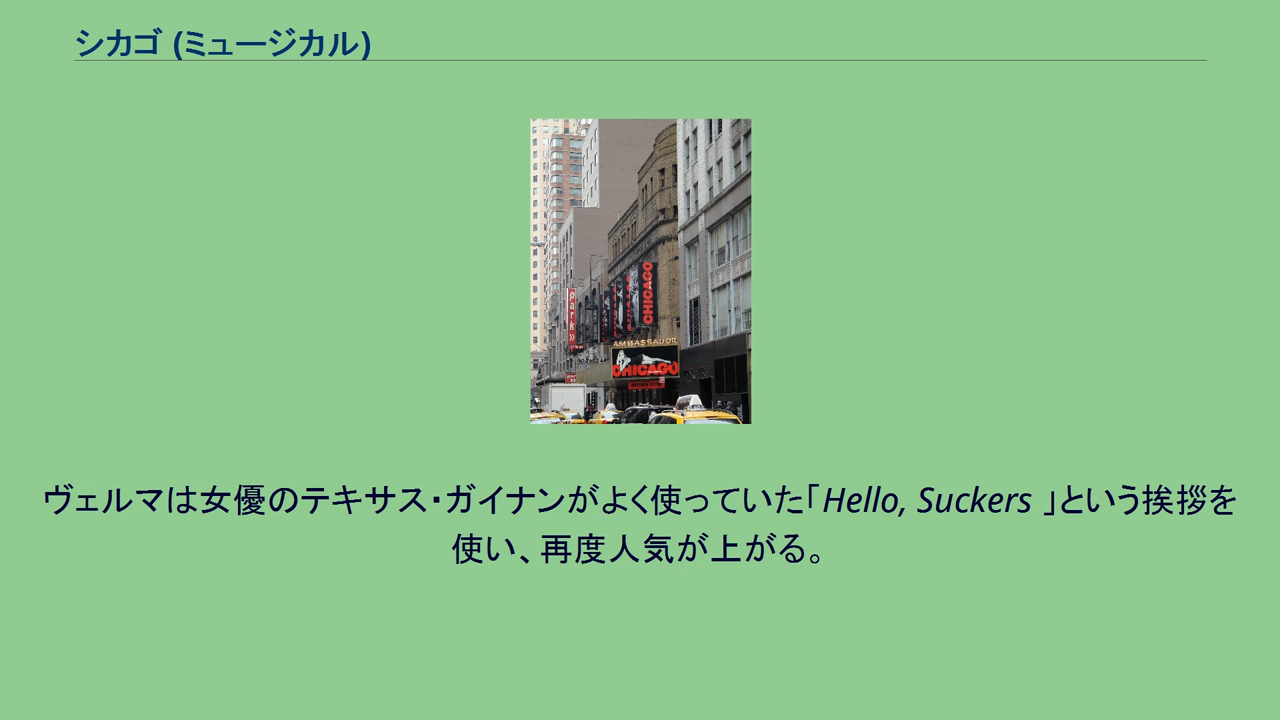 シカゴ (ミュージカル)
CHICAGO
park
AMBASSADOR
CHICAGO
ヴェルマは女優のテキサス・ガイナンがよく使っていた「Hello, Suckers 」という挨拶を
使い、再度人気が上がる。